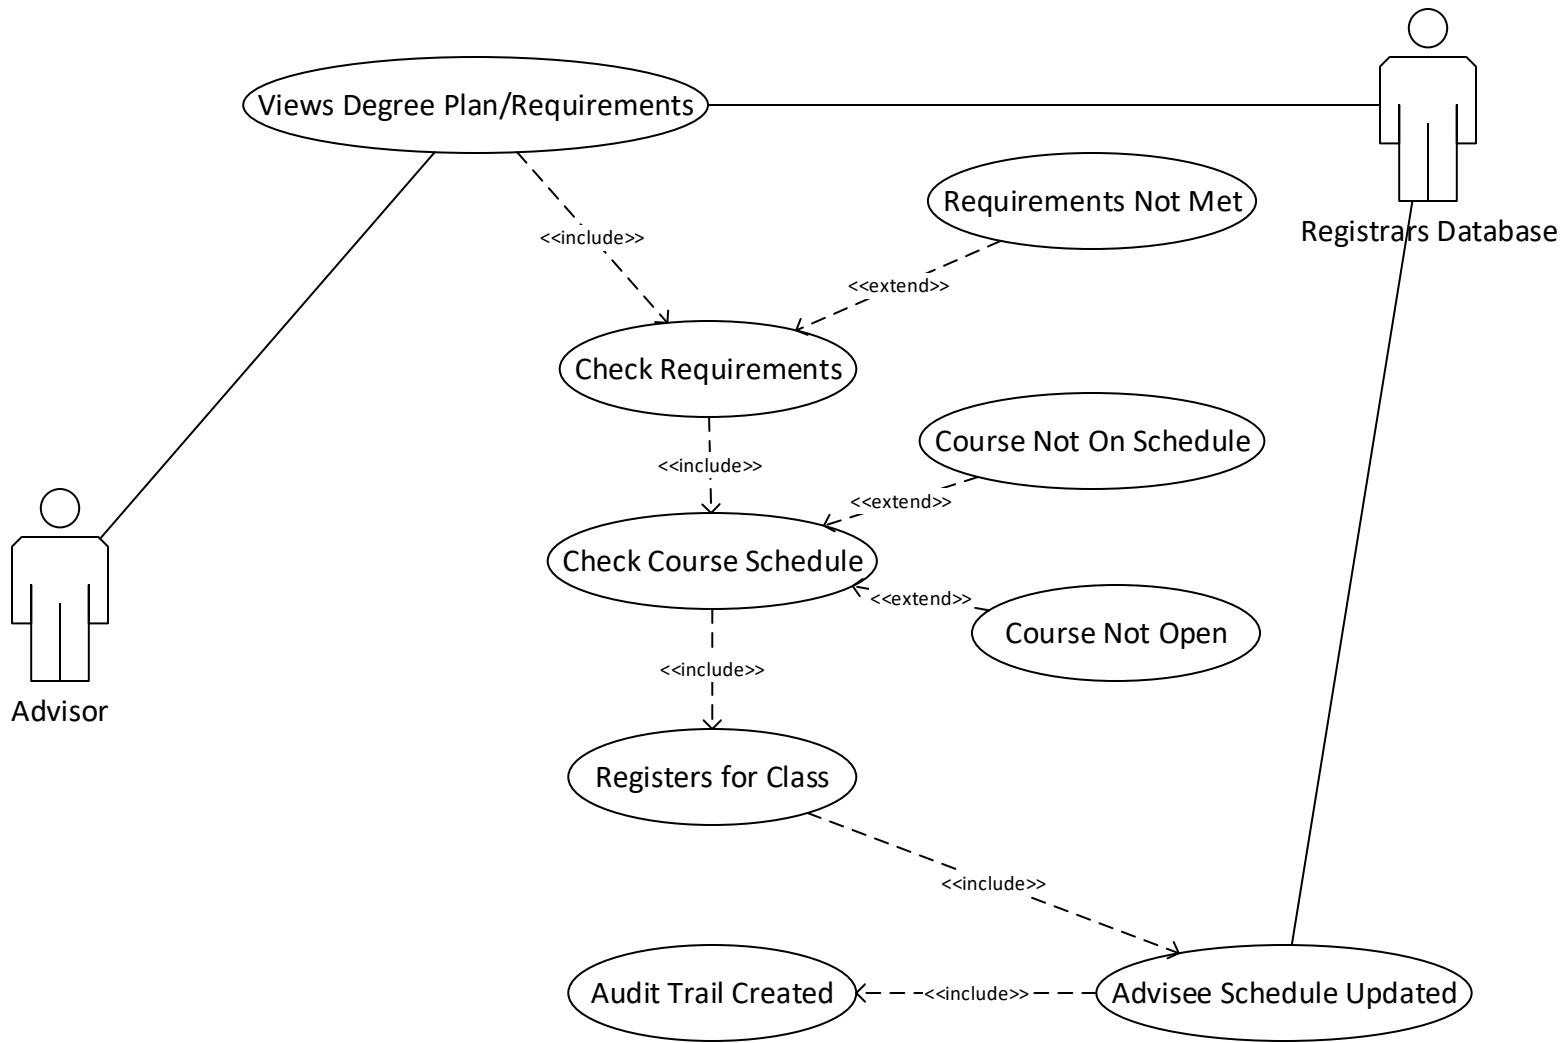 Views Degree Plan/Requirements
Requirements Not Met
Registrars Database
<<include>>
<<extend>>
Check Requirements
Course Not On Schedule
<<include>>
<<extend>>
Check Course Schedule
<<extend>>
Course Not Open
<<include>>
Advisor
Registers for Class
<<include>>
Audit Trail Created
<<include>>
Advisee Schedule Updated